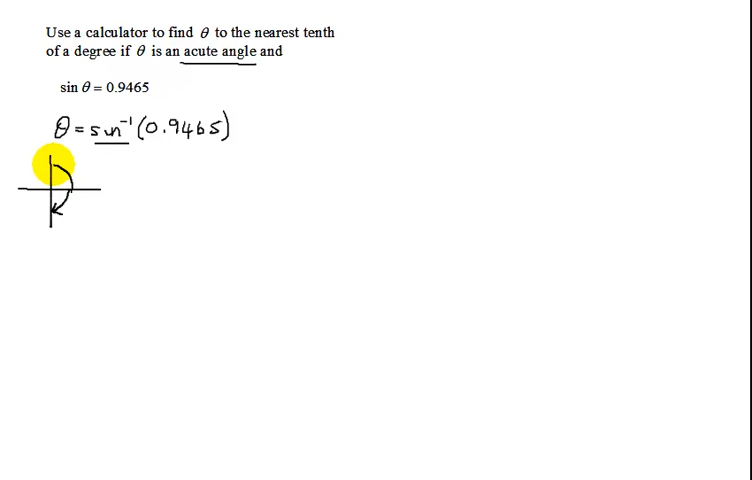 Use a calculator to find θ to the nearest tenth
of a degree if θ is an acute angle and
sin θ = 0.9465
θ = sin⁻¹ (0.9465)